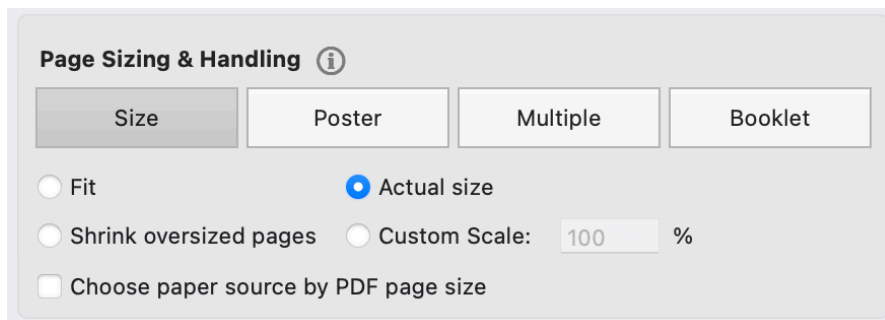 Page Sizing & Handling
Size Poster Multiple Booklet
Fit Actual size
Shrink oversized pages Custom Scale: 100 %
Choose paper source by PDF page size